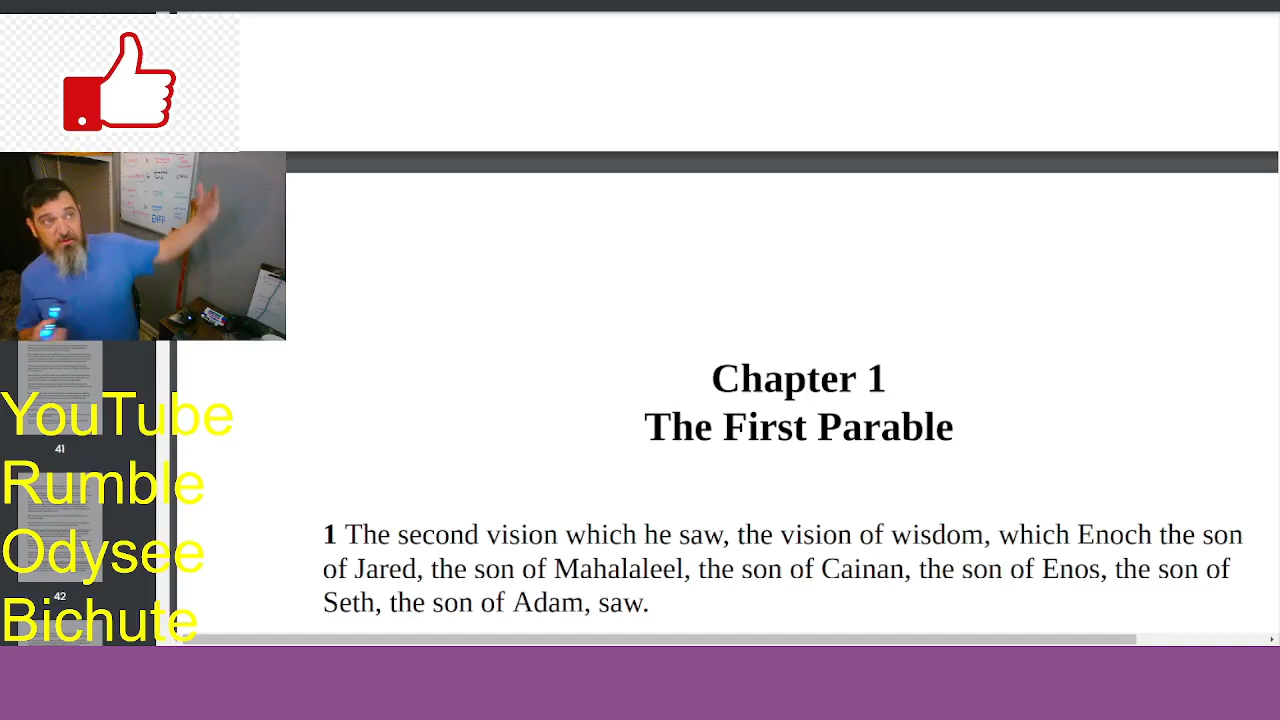 Chapter 1
The First Parable
1 The second vision which he saw, the vision of wisdom, which Enoch the son
of Jared, the son of Mahalaleel, the son of Cainan, the son of Enos, the son of
Seth, the son of Adam, saw.
YouTube
41
Rumble
Odysee
42
Bichute